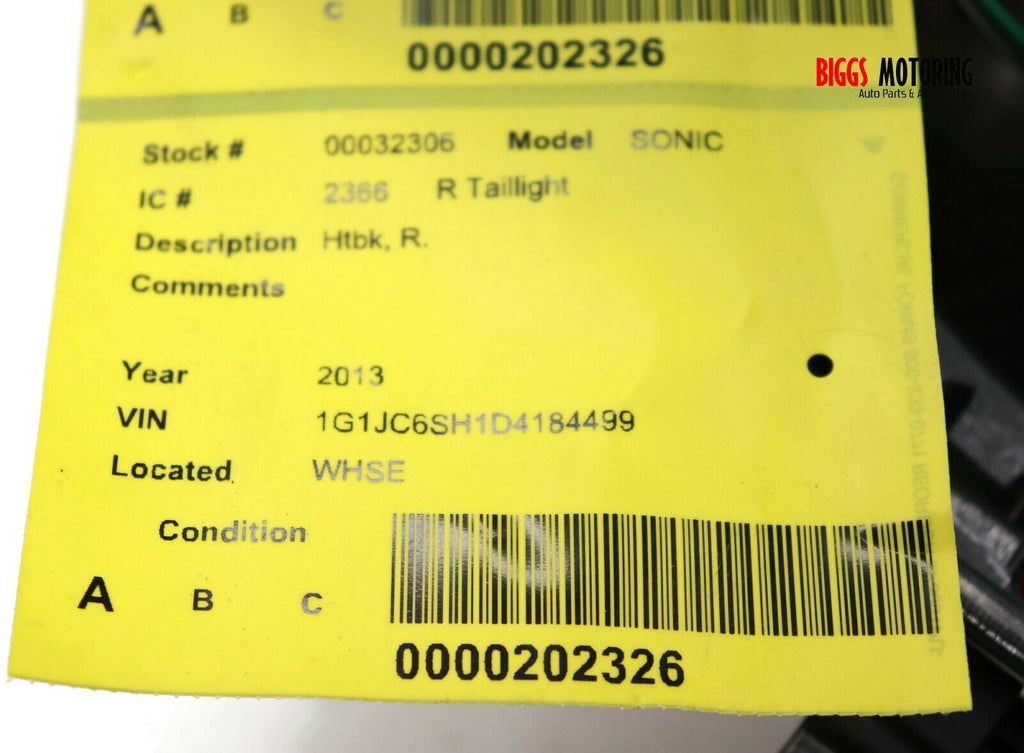 A B C
0000202326
BIGGS MOTORING
Auto Parts & Accessories
Stock # 00032306 Model SONIC
IC # 2366 R Taillight
Description Htbk, R.
Comments
Year 2013
VIN 1G1JC6SH1D4184499
Located WHSE
Condition
A B C
0000202326